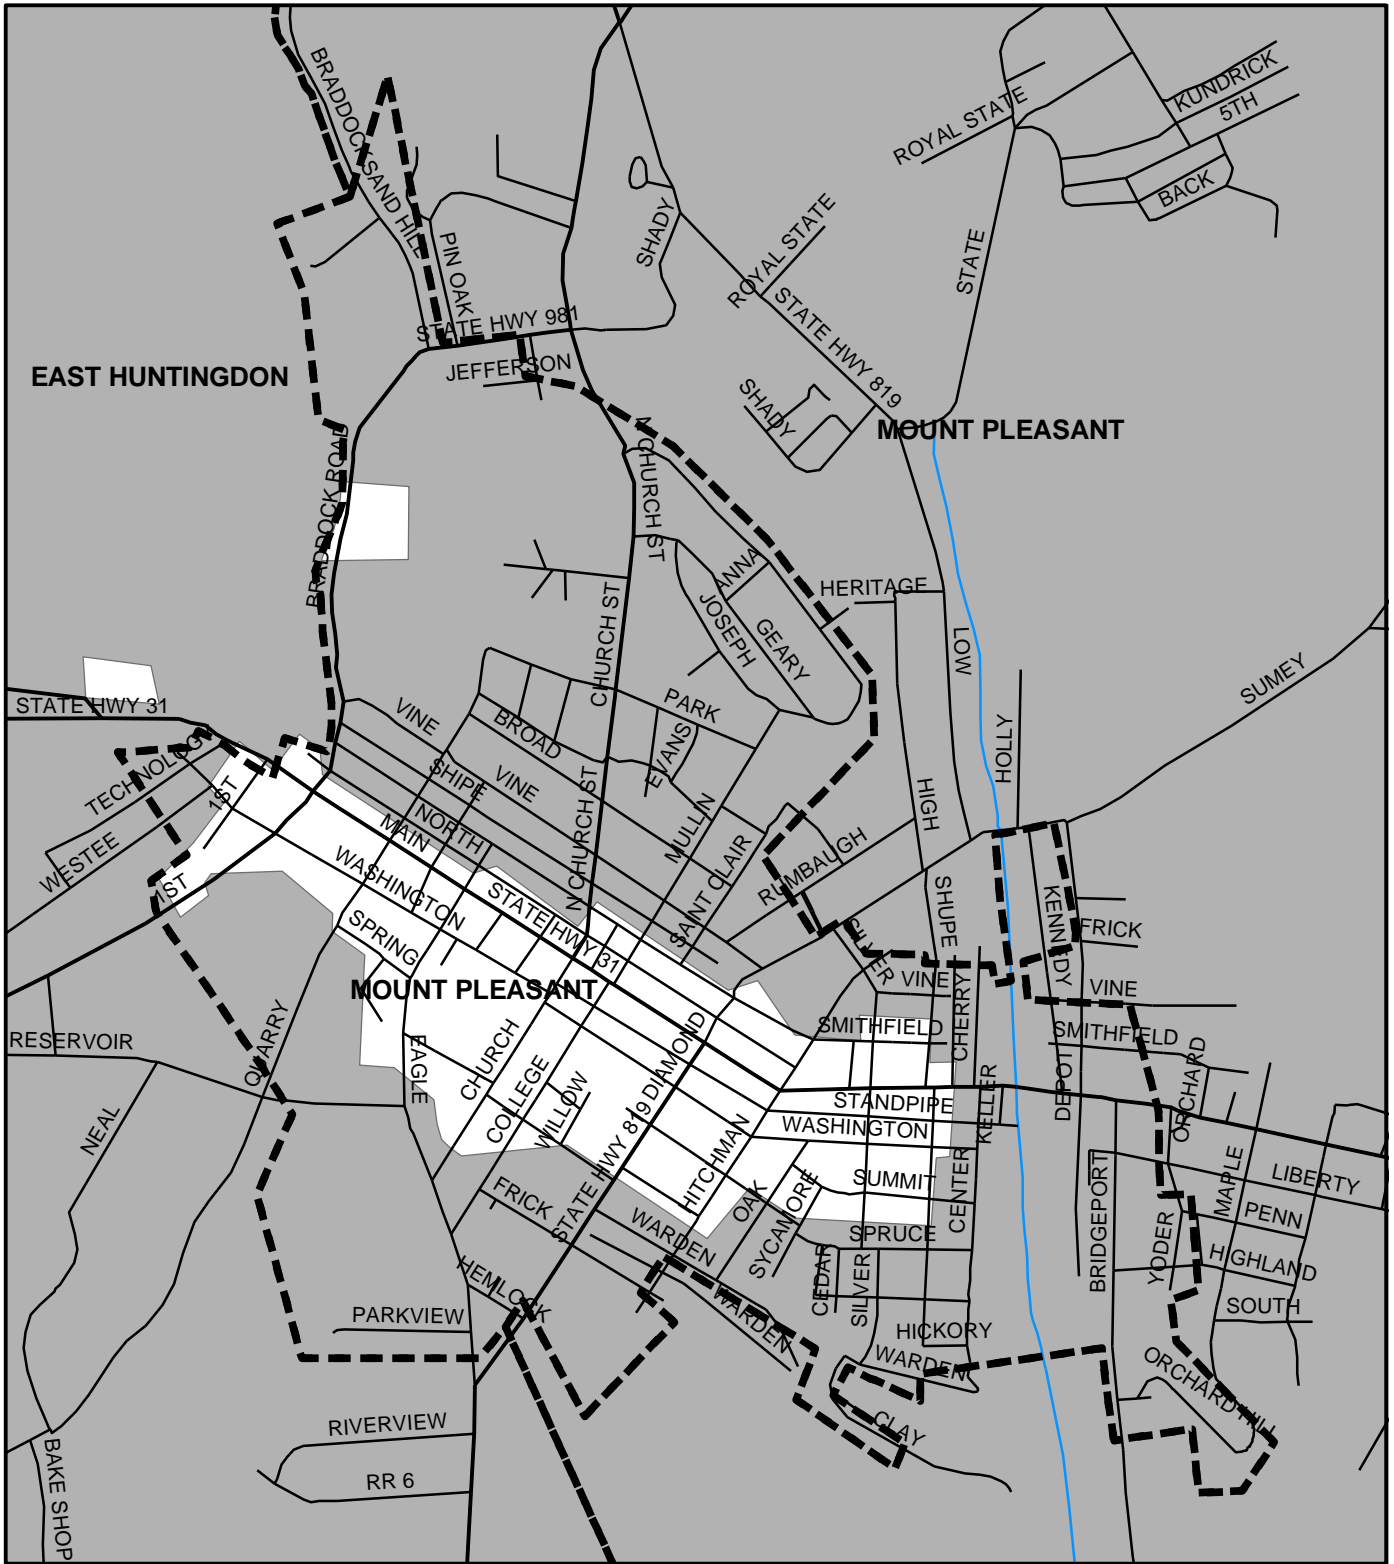 BRADDOCK SAND HILL
KUNDRICK
5TH
ROYAL STATE
BACK
SHADY
ROYAL STATE
STATE
PIN OAK
STATE HWY 981
STATE HWY 819
JEFFERSON
EAST HUNTINGDON
SHADY
MOUNT PLEASANT
N CHURCH ST
BRADDOCK ROAD
ANNA
HERITAGE
JOSEPH
GEARY
LOW
CHURCH ST
SUMEY
PARK
STATE HWY 31
VINE
BROAD
EVANS
HOLLY
TECHNOLOGY
SHIPE
VINE
1ST
HIGH
NORTH
N CHURCH ST
MULLIN
MAIN
WESTEE
WASHINGTON
RUMBAUGH
SAINT CLAIR
1ST
STATE HWY 31
SHUPE
KENNEDY
SPRING
SILVER
FRICK
MOUNT PLEASANT
VINE
CHERRY
VINE
SMITHFIELD
SMITHFIELD
RESERVOIR
QUARRY
EAGLE
CHURCH
DIAMOND
DEPOT
ORCHARD
COLLEGE
WILLOW
STATE HWY 819
STANDPIPE
KELLER
NEAL
HITCHMAN
WASHINGTON
SUMMIT
LIBERTY
MAPLE
FRICK
OAK
SYCAMORE
CENTER
BRIDGEPORT
PENN
WARDEN
SPRUCE
YODER
HIGHLAND
HEMLOCK
CEDAR
SILVER
SOUTH
PARKVIEW
WARDEN
HICKORY
WARDEN
ORCHARD HILL
RIVERVIEW
CLAY
RR 6
BAKE SHOP